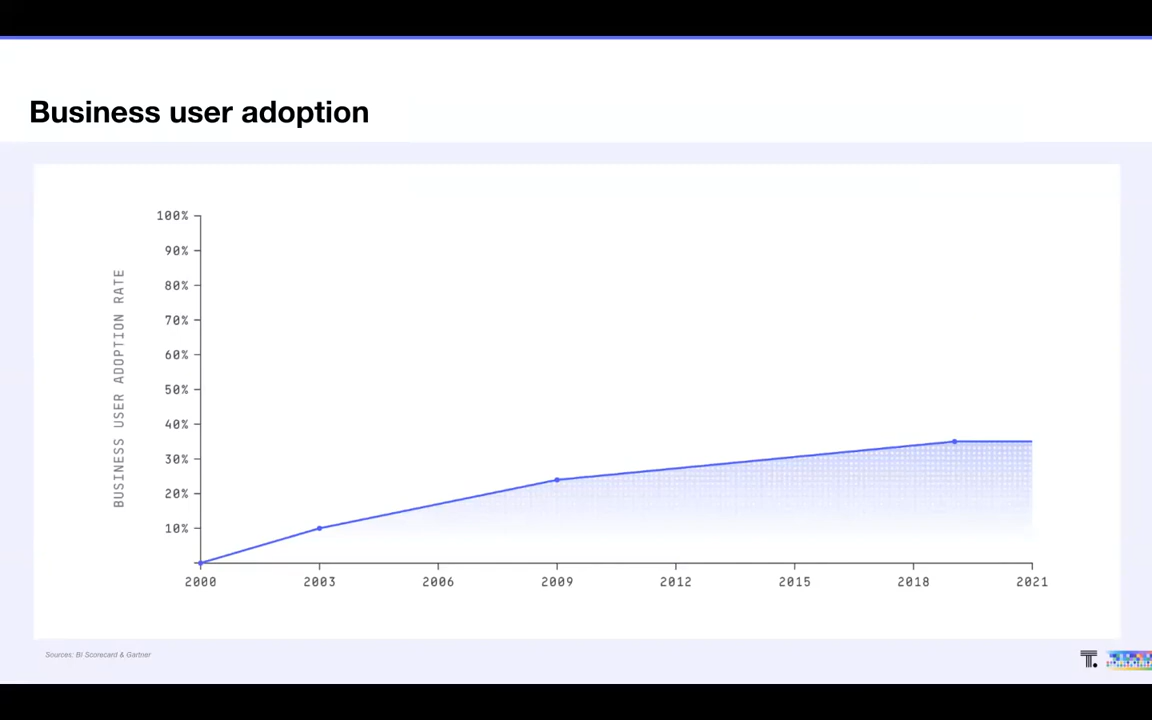 Business user adoption
BUSINESS USER ADOPTION RATE
100%
90%
80%
70%
60%
50%
40%
30%
20%
10%
2000 2003 2006 2009 2012 2015 2018 2021
Sources; BI Scorecard & Gartner
T.